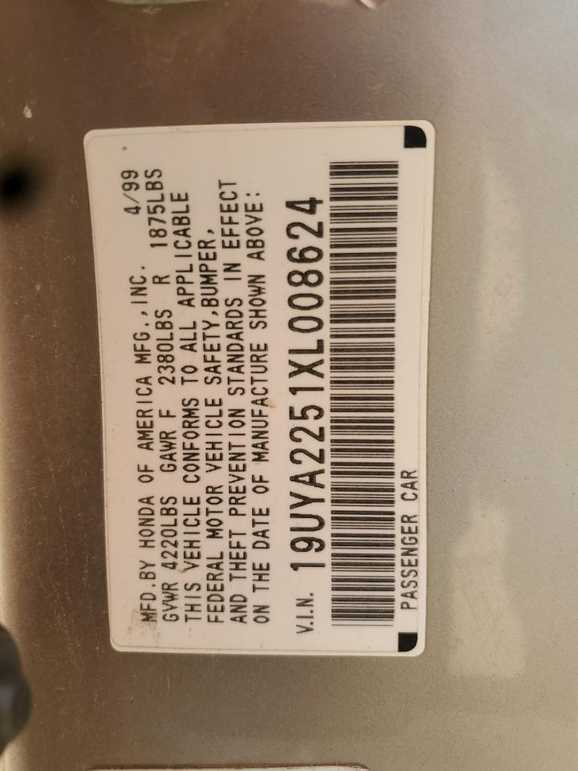 MFD.BY HONDA OF AMERICA MFG.,INC. 4/99
GVWR 4220LBS GAWR F 2380LBS R 1875LBS
THIS VEHICLE CONFORMS TO ALL APPLICABLE
FEDERAL MOTOR VEHICLE SAFETY,BUMPER,
AND THEFT PREVENTION STANDARDS IN EFFECT
ON THE DATE OF MANUFACTURE SHOWN ABOVE:
V.I.N. 19UYA2251XL008624
PASSENGER CAR